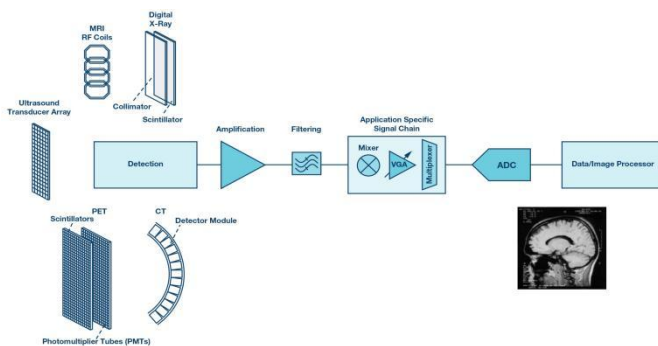 Digital
X-Ray
MRI
RF Coils
Collimator
Scintillator
Ultrasound
Transducer Array
Detection
Amplification
Filtering
Application Specific
Signal Chain
Mixer
VGA
Multiplexer
ADC
Data/Image Processor
PET
Scintillators
CT
Detector Module
Photomultiplier Tubes (PMTs)